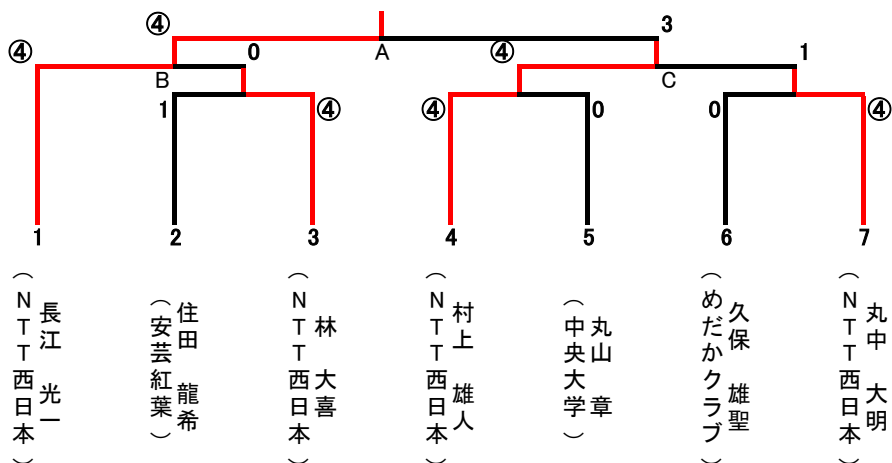 ④ 3
④ 0 A ④ 1
B C
1 ④ ④ 0 0 ④
1 2 3 4 5 6 7
長江 光一
（NTT西日本）
住田 龍希
（安芸紅葉）
林 大喜
（NTT西日本）
村上 雄人
（NTT西日本）
丸山 章
（中央大学）
久保 雄聖
（めだかクラブ）
丸中 大明
（NTT西日本）